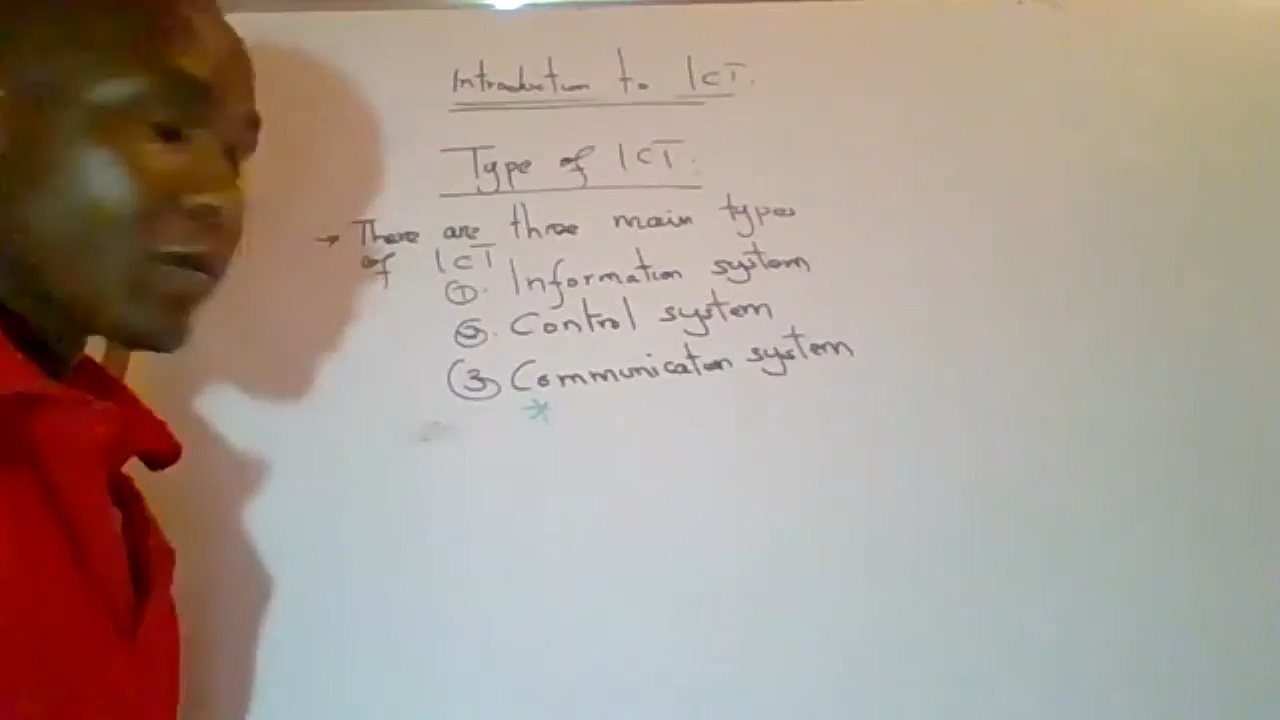 Introduction to ICT.
Type of ICT.
→ There are three main types
of ICT
①. Information system
②. Control system
③ Communication system
*